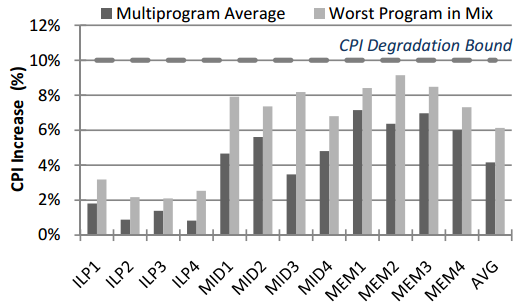 Multiprogram Average Worst Program in Mix
12%
CPI Degradation Bound
10%
8%
6%
4%
2%
0%
CPI Increase (%)
ILP1 ILP2 ILP3 ILP4 MID1 MID2 MID3 MID4 MEM1 MEM2 MEM3 MEM4 AVG